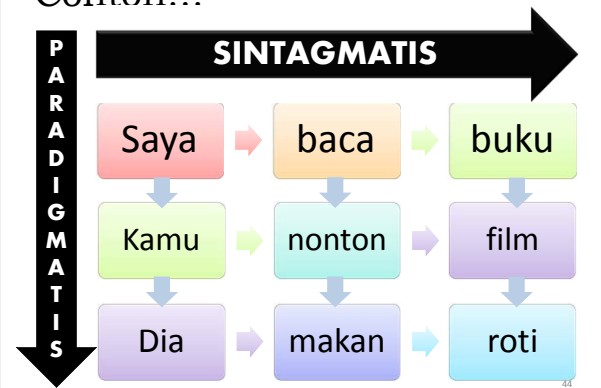 Contoh...
SINTAGMATIS
PARADIGMATIS
Saya baca buku
Kamu nonton film
Dia makan roti
44